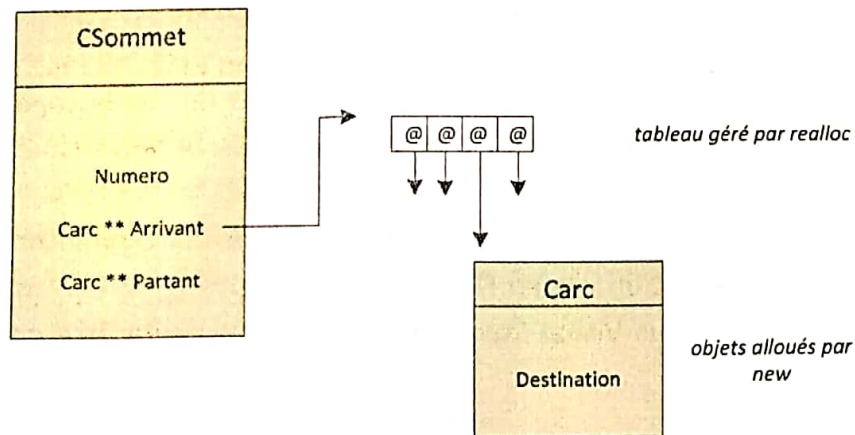 CSommet
Numero
Carc ** Arrivant
Carc ** Partant
@ @ @ @
tableau géré par realloc
Carc
Destination
objets alloués par
new